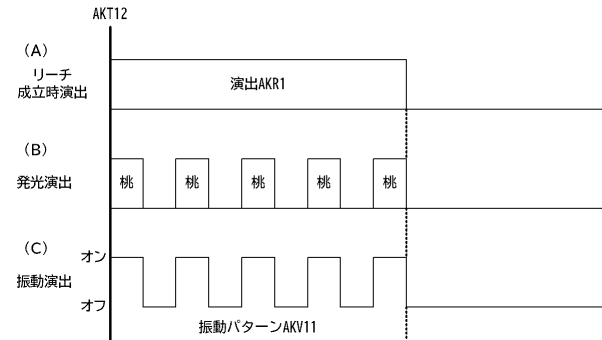 AKT12
(A)
リーチ
成立時演出
演出AKR1
(B)
発光演出
桃 桃 桃 桃 桃
(C)
オン
振動演出
オフ
振動パターンAKV11